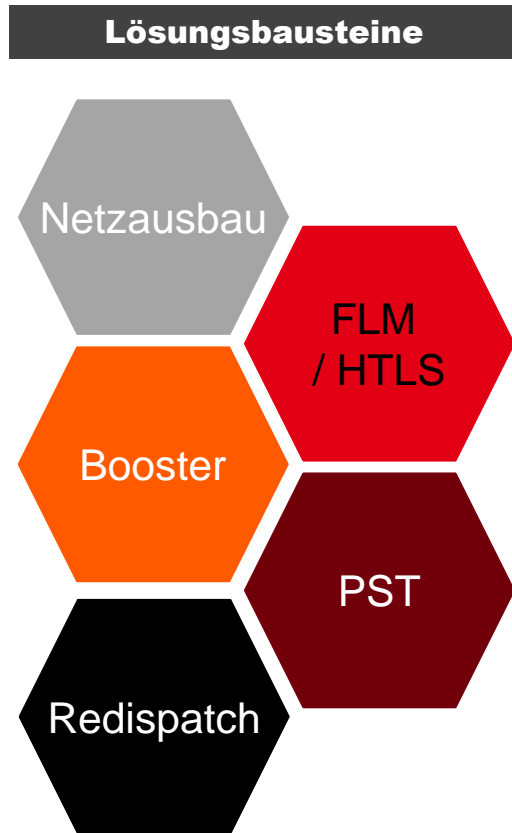 Lösungsbausteine
Netzausbau
FLM
/ HTLS
Booster
PST
Redispatch